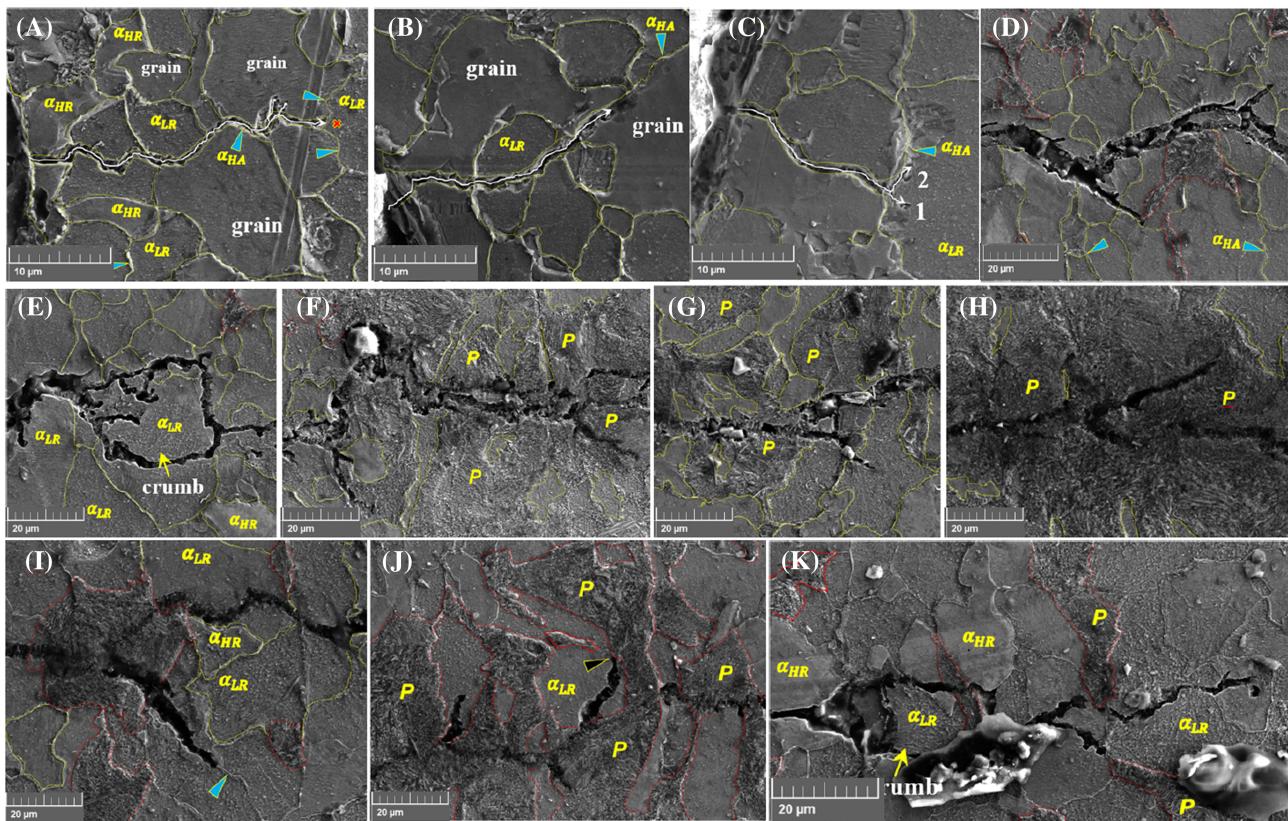 (A)
αHR
grain
grain
αLR
αHR
αLR
αHA
αHR
grain
αLR
10 μm
(B)
αHA
grain
αLR
grain
10 μm
(C)
αHA
2
1
αLR
10 μm
(D)
αHA
20 μm
(E)
αLR
αLR
crumb
αLR
αHR
20 μm
(F)
P
R
P
P
20 μm
(G)
P
P
P
20 μm
(H)
P
P
20 μm
(I)
αLR
αHR
αLR
20 μm
(J)
P
αLR
P
P
P
20 μm
(K)
P
αHR
αHR
αLR
αLR
rumb
P
20 μm